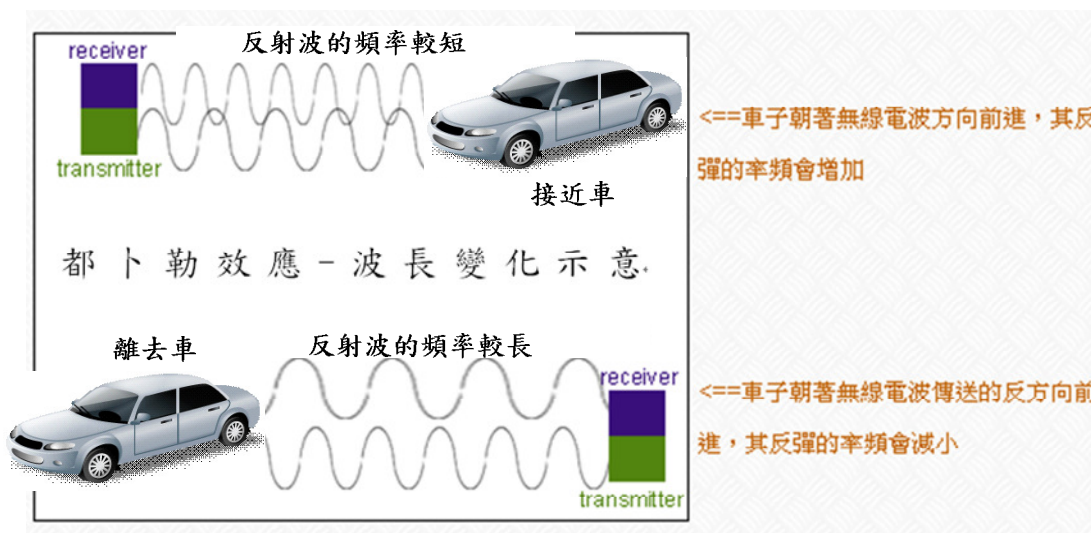 receiver
反射波的頻率較短
transmitter
接近車
<==車子朝著無線電波方向前進，其反
彈的率頻會增加
都卜勒效應-波長變化示意
離去車
反射波的頻率較長
receiver
transmitter
<==車子朝著無線電波傳送的反方向前
進，其反彈的率頻會減小